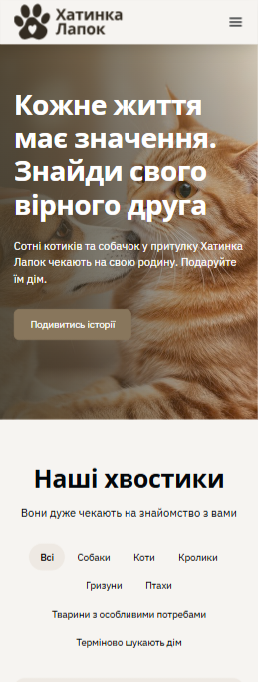 Хатинка
Лапок
Кожне життя
має значення.
Знайди свого
вірного друга
Сотні котиків та собачок у притулку Хатинка
Лапок чекають на свою родину. Подаруйте
їм дім.
Подивитись історії
Наші хвостики
Вони дуже чекають на знайомство з вами
Всі Собаки Коти Кролики
Гризуни Птахи
Тварини з особливими потребами
Терміново шукають дім